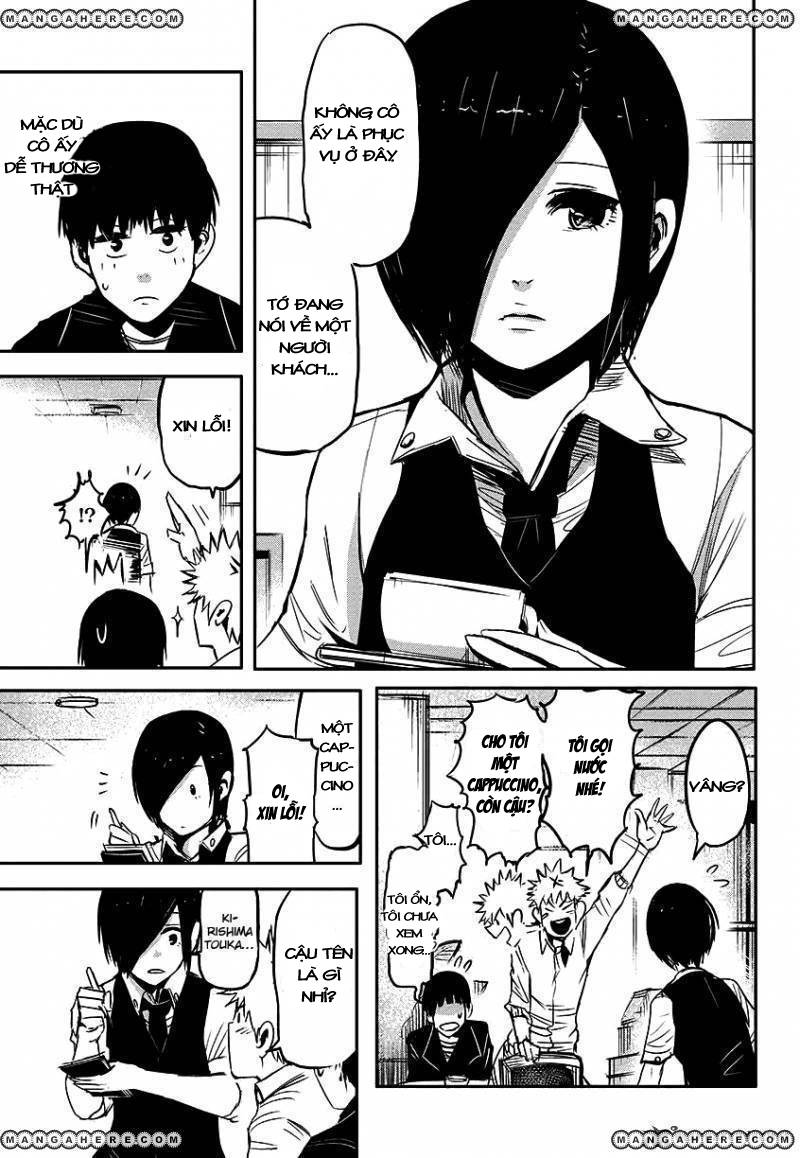 MANGAHERE.COM
MANGAHERE.COM
KHÔNG, CÔ
ẤY LÀ PHỤC
VỤ Ở ĐÂY.
TỚ ĐANG
NÓI VỀ MỘT
NGƯỜI
KHÁCH...
MẶC DÙ
CÔ ẤY
DỄ THƯƠNG
THẬT
XIN LỖI!
!?
VÂNG?
TÔI GỌI
NƯỚC
NHÉ!
CHO TÔI
MỘT
CAPPUCCINO,
CÒN CẬU?
TÔI...
TÔI ỔN,
TÔI CHƯA
XEM
XONG...
MỘT
CAP-
PUC-
CINO
...
OI,
XIN LỖI!
CẬU TÊN
LÀ GÌ
NHỈ?
KI-
RISHIMA
TOUKA...
MANGAHERE.COM
MANGAHERE.COM